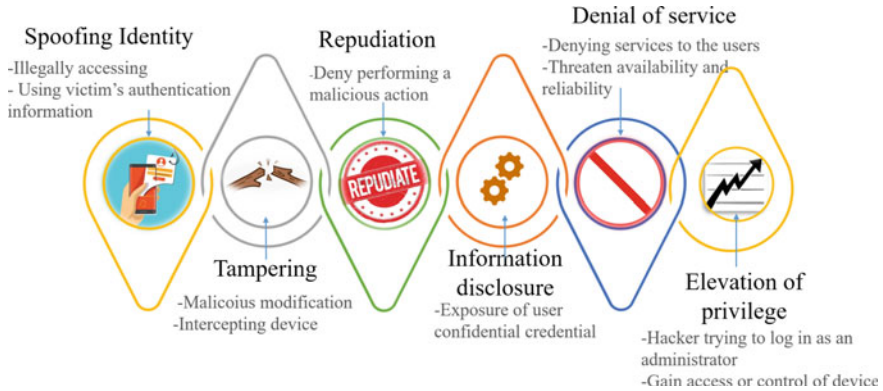 Spoofing Identity
-Illegally accessing
- Using victim's authentication
information
Repudiation
-Deny performing a
malicious action
REPUDIATE
Denial of service
-Denying services to the users
-Threaten availability and
reliability
Tampering
-Malicoius modification
-Intercepting device
Information
disclosure
-Exposure of user
confidential credential
Elevation of
privilege
-Hacker trying to log in as an
administrator
-Gain access or control of device